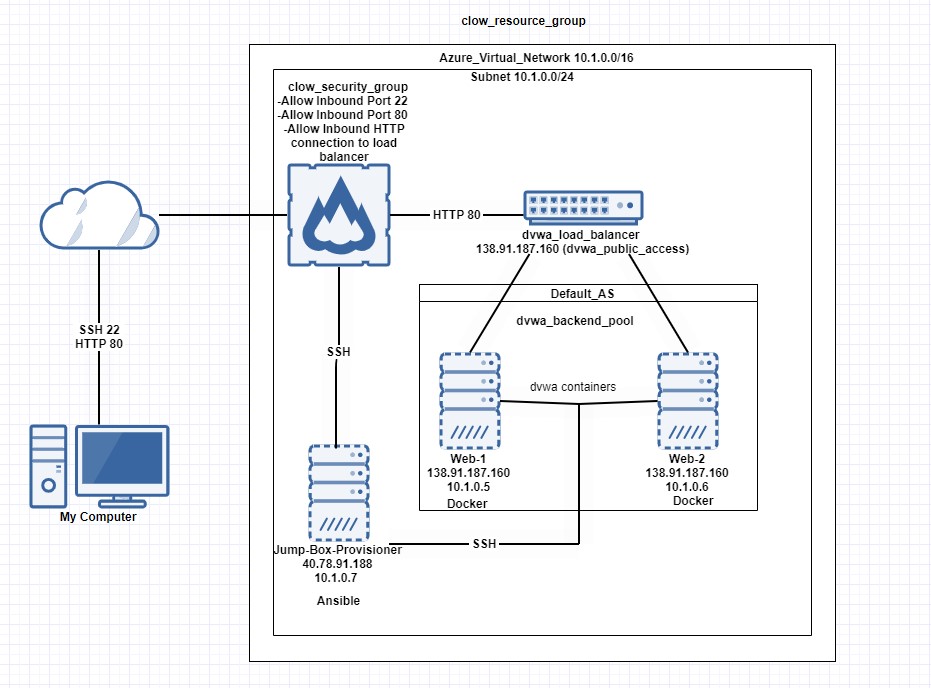 clow_resource_group
Azure_Virtual_Network 10.1.0.0/16
Subnet 10.1.0.0/24
clow_security_group
-Allow Inbound Port 22
-Allow Inbound Port 80
-Allow Inbound HTTP
connection to load
balancer
HTTP 80
dvwa_load_balancer
138.91.187.160 (dvwa_public_access)
Default_AS
dvwa_backend_pool
SSH 22
HTTP 80
SSH
dvwa containers
Web-1
138.91.187.160
10.1.0.5
Docker
Web-2
138.91.187.160
10.1.0.6
Docker
My Computer
SSH
Jump-Box-Provisioner
40.78.91.188
10.1.0.7
Ansible